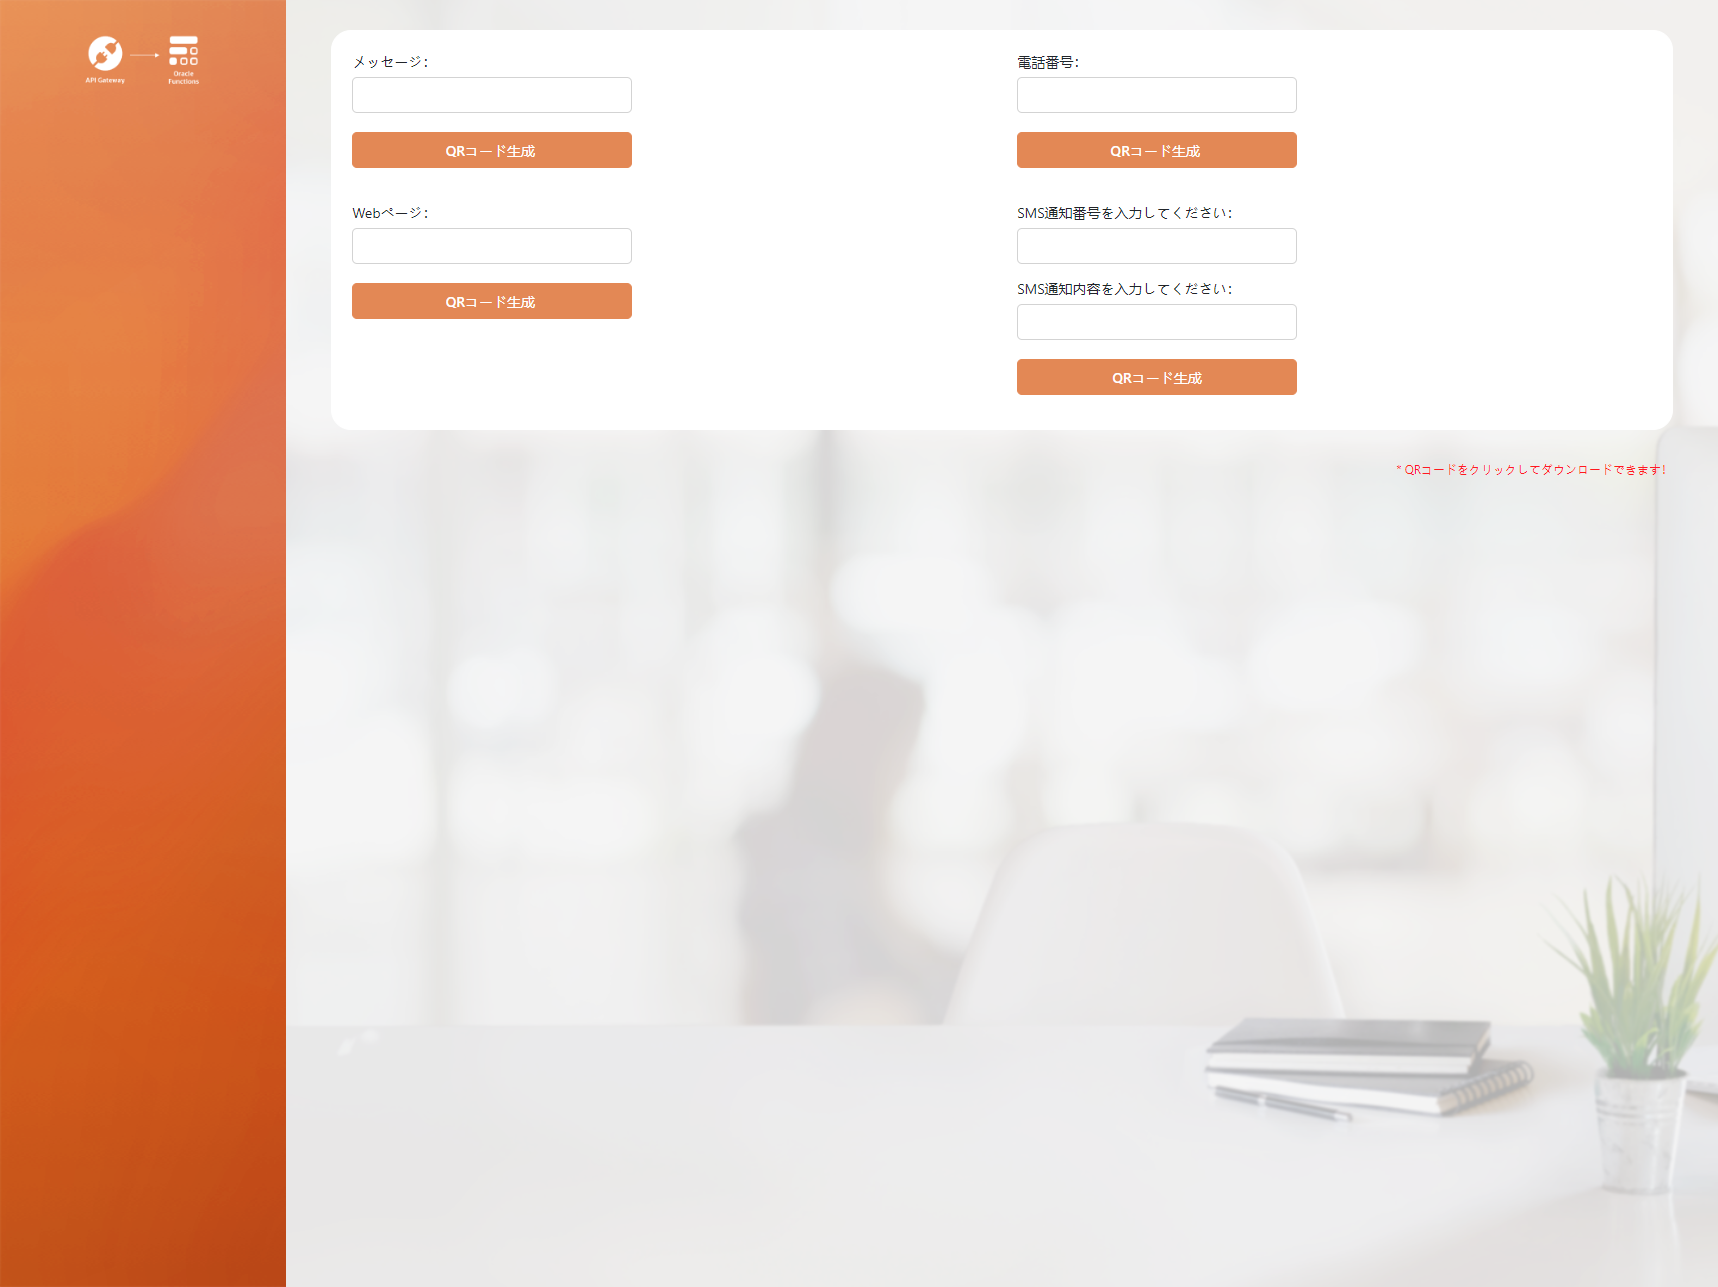 API Gateway
Oracle
Functions
メッセージ：
QRコード生成
Webページ：
QRコード生成
電話番号：
QRコード生成
SMS通知番号を入力してください：
SMS通知内容を入力してください：
QRコード生成
* QRコードをクリックしてダウンロードできます！